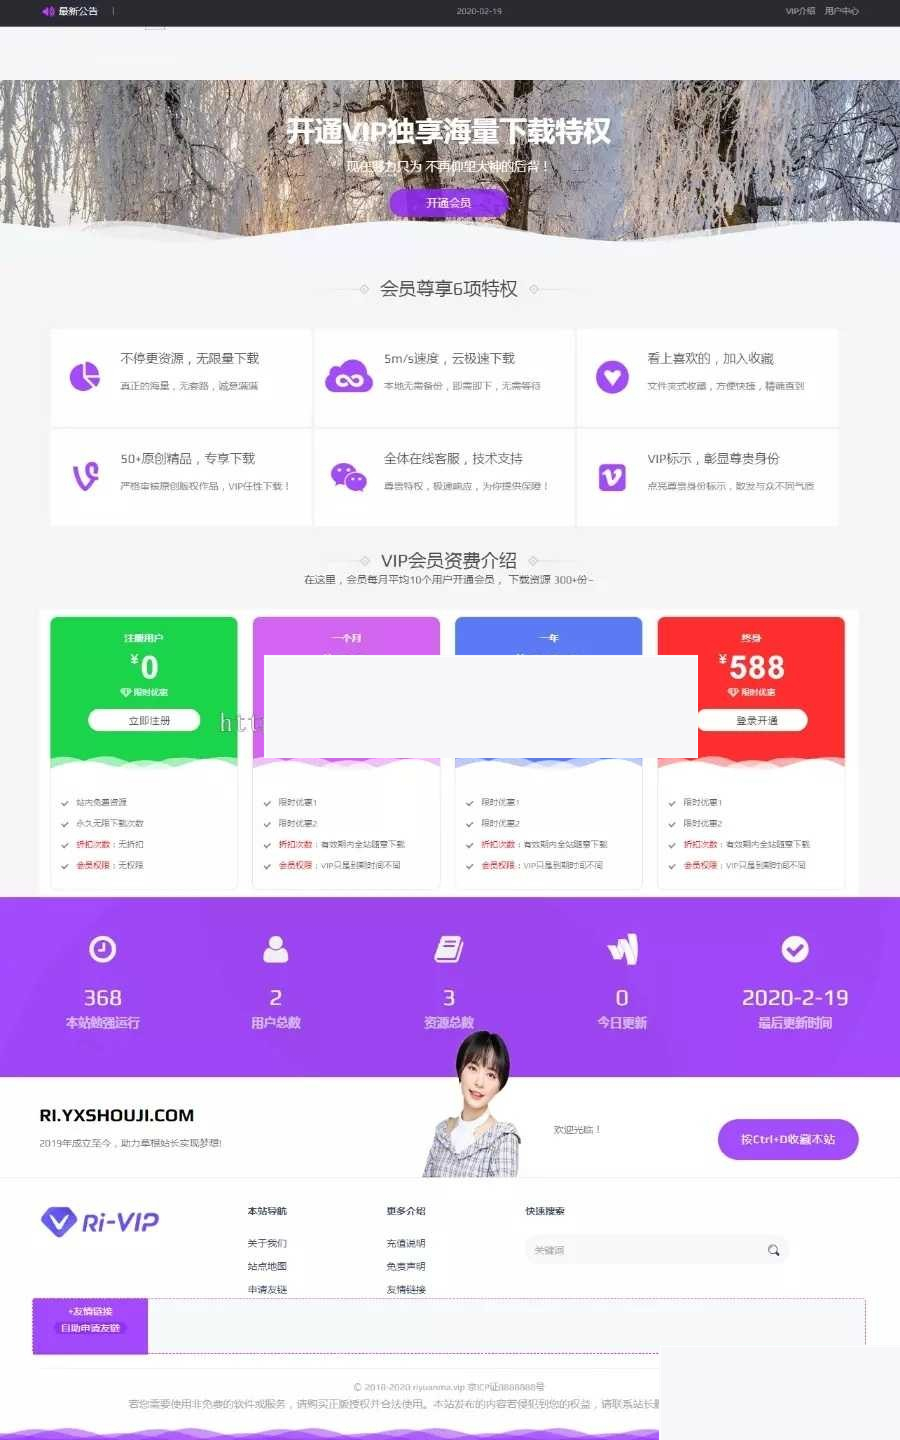 最新公告
2020-02-19
VIP介绍 用户中心
开通VIP独享海量下载特权
现在努力只为 不再仰望大神的后背！
开通会员
会员尊享6项特权
不停更资源，无限量下载
真正的海量，无套路，诚意满满
5m/s速度，云极速下载
本地无需备份，即需即下，无需等待
看上喜欢的，加入收藏
文件夹式收藏，方便快捷，精确直到
50+原创精品，专享下载
严格审核原创版权作品，VIP任性下载！
全体在线客服，技术支持
尊贵特权，极速响应，为你提供保障！
VIP标示，彰显尊贵身份
点亮尊贵身份标示，散发与众不同气质
VIP会员资费介绍
在这里，会员每月平均10个用户开通会员， 下载资源 300+份~
注册用户
¥0
限时优惠
立即注册
站内免费资源
永久无限下载次数
折扣次数：无折扣
会员权限：无权限
一个月
限时优惠1
限时优惠2
折扣次数：有效期内全站随意下载
会员权限：VIP只是到期时间不同
一年
限时优惠1
限时优惠2
折扣次数：有效期内全站随意下载
会员权限：VIP只是到期时间不同
终身
¥588
限时优惠
登录开通
限时优惠1
限时优惠2
折扣次数：有效期内全站随意下载
会员权限：VIP只是到期时间不同
htt
368
本站勉强运行
2
用户总数
3
资源总数
0
今日更新
2020-2-19
最后更新时间
RI.YXSHOUJI.COM
2019年成立至今，助力草根站长实现梦想!
欢迎光临！
按Ctrl+D收藏本站
Ri-VIP
本站导航
关于我们
站点地图
申请友链
更多介绍
充值说明
免责声明
友情链接
快速搜索
关键词
+友情链接
自助申请友链
© 2018-2020 riyuanma.vip 京ICP证8888888号
若您需要使用非免费的软件或服务，请购买正版授权并合法使用。本站发布的内容若侵犯到您的权益，请联系站长